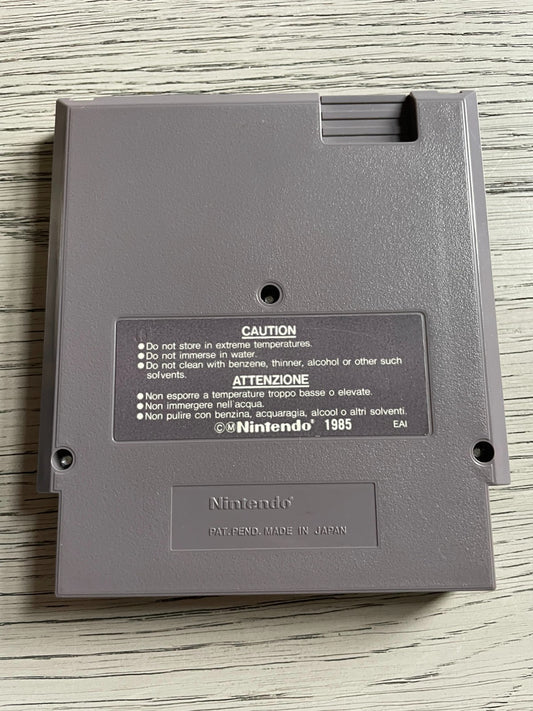 CAUTION
●Do not store in extreme temperatures.
●Do not immerse in water.
●Do not clean with benzene, thinner, alcohol or other such
solvents.
ATTENZIONE
●Non esporre a temperature troppo basse o elevate.
●Non immergere nell'acqua.
●Non pulire con benzina, acquaragia, alcool o altri solventi.
©Ⓜ Nintendo® 1985 EAI
Nintendo®
PAT. PEND. MADE IN JAPAN